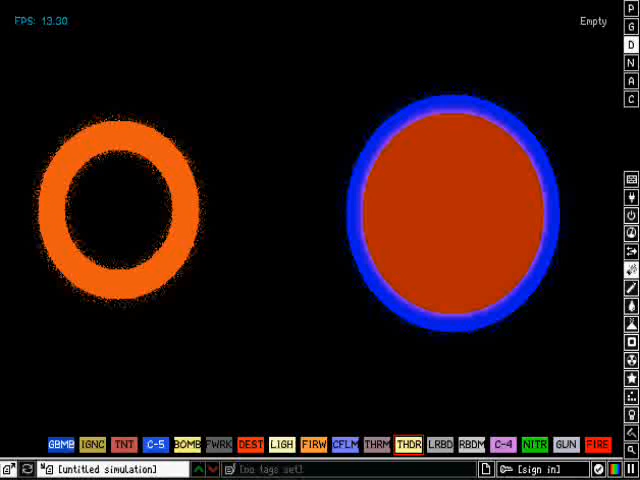 FPS: 13.30
Empty
P
G
D
N
A
C
GBMB IGNC TNT C-5 BOMB FWRK DEST LIGH FIRW CFLM THRM THDR LRBD RBDM C-4 NITR GUN FIRE
[untitled simulation] [no tags set] [sign in]